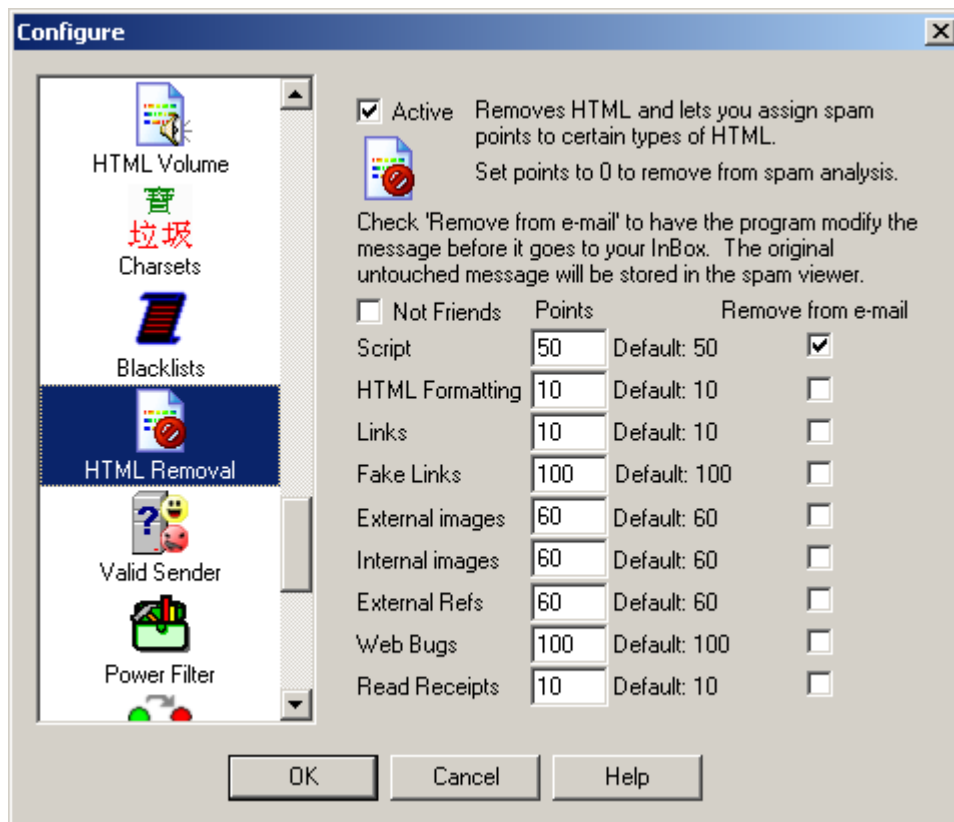 Configure
HTML Volume
寶
垃圾
Charsets
Blacklists
HTML Removal
?
Valid Sender
Power Filter
Active
Removes HTML and lets you assign spam
points to certain types of HTML.
Set points to 0 to remove from spam analysis.
Check 'Remove from e-mail' to have the program modify the
message before it goes to your InBox. The original
untouched message will be stored in the spam viewer.
Not Friends Points Remove from e-mail
Script 50 Default: 50
HTML Formatting 10 Default: 10
Links 10 Default: 10
Fake Links 100 Default: 100
External images 60 Default: 60
Internal images 60 Default: 60
External Refs 60 Default: 60
Web Bugs 100 Default: 100
Read Receipts 10 Default: 10
OK Cancel Help